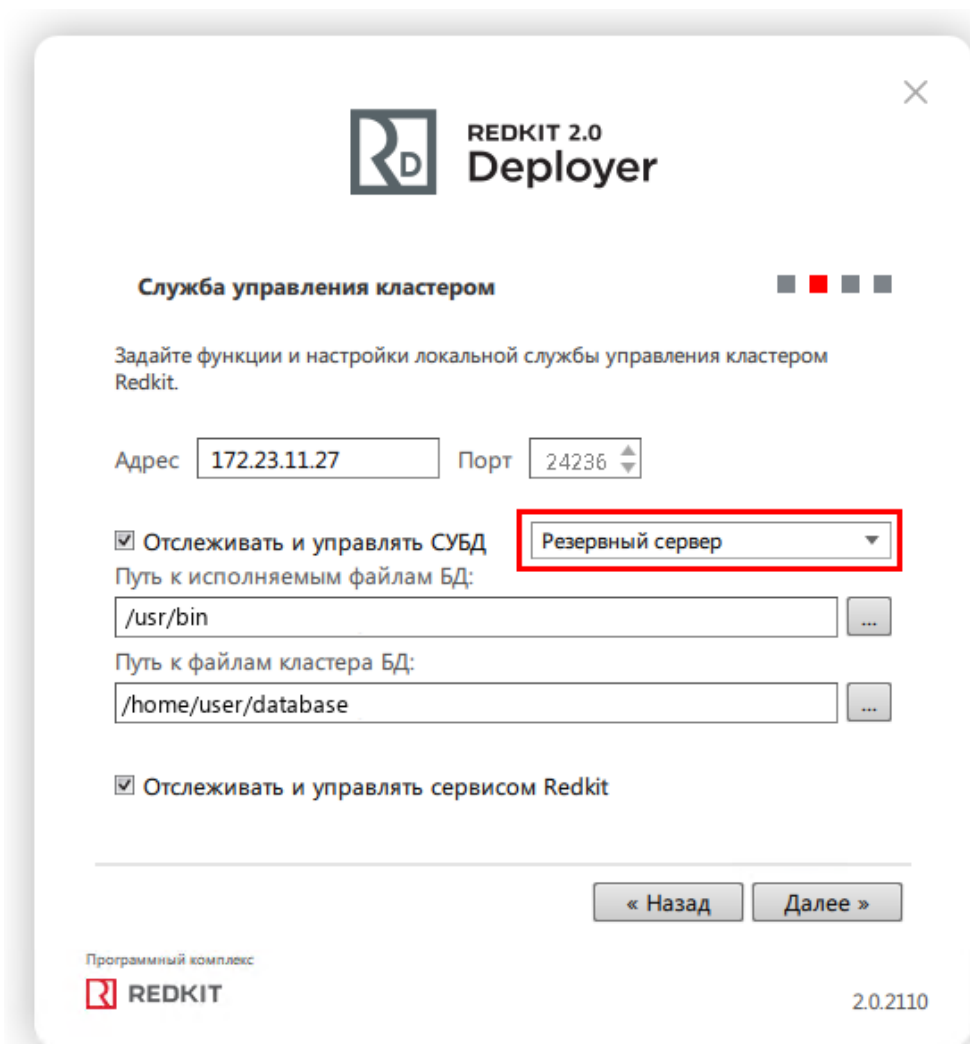 REDKIT 2.0
Deployer
Служба управления кластером
Задайте функции и настройки локальной службы управления кластером
Redkit.
Адрес 172.23.11.27 Порт 24236
Отслеживать и управлять СУБД Резервный сервер
Путь к исполняемым файлам БД:
/usr/bin ...
Путь к файлам кластера БД:
/home/user/database ...
Отслеживать и управлять сервисом Redkit
« Назад Далее »
Программный комплекс
REDKIT
2.0.2110